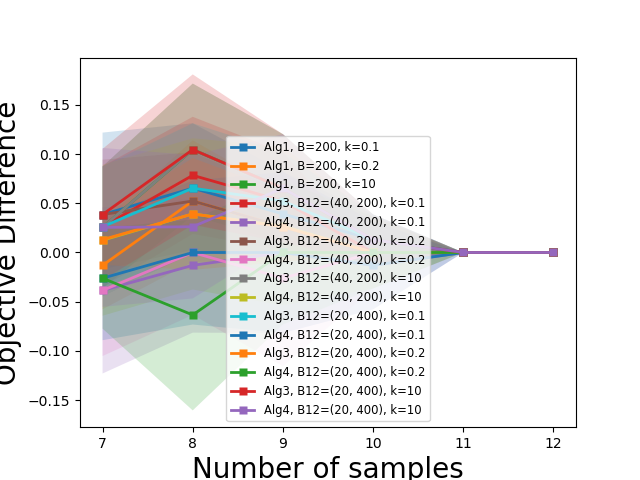 Objective Difference
0.15
0.10
0.05
0.00
−0.05
−0.10
−0.15
Alg1, B=200, k=0.1
Alg1, B=200, k=0.2
Alg1, B=200, k=10
Alg3, B12=(40, 200), k=0.1
Alg4, B12=(40, 200), k=0.1
Alg3, B12=(40, 200), k=0.2
Alg4, B12=(40, 200), k=0.2
Alg3, B12=(40, 200), k=10
Alg4, B12=(40, 200), k=10
Alg3, B12=(20, 400), k=0.1
Alg4, B12=(20, 400), k=0.1
Alg3, B12=(20, 400), k=0.2
Alg4, B12=(20, 400), k=0.2
Alg3, B12=(20, 400), k=10
Alg4, B12=(20, 400), k=10
7 8 9 10 11 12
Number of samples